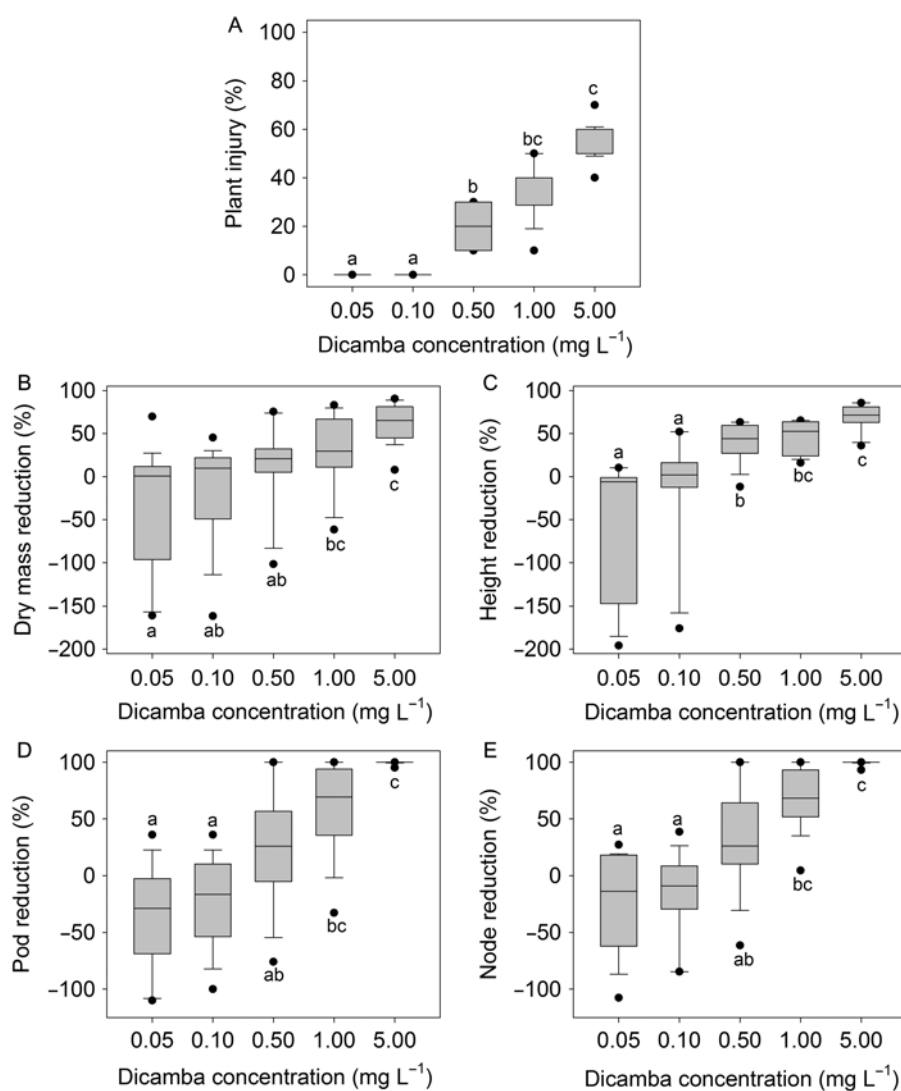 A
Plant injury (%)
100
80
60
40
20
0
a
a
b
bc
c
0.05 0.10 0.50 1.00 5.00
Dicamba concentration (mg L⁻¹)
B
Dry mass reduction (%)
100
50
0
−50
−100
−150
−200
a
ab
ab
bc
c
0.05 0.10 0.50 1.00 5.00
Dicamba concentration (mg L⁻¹)
C
Height reduction (%)
100
50
0
−50
−100
−150
−200
a
a
b
bc
c
0.05 0.10 0.50 1.00 5.00
Dicamba concentration (mg L⁻¹)
D
Pod reduction (%)
100
50
0
−50
−100
a
a
ab
bc
c
0.05 0.10 0.50 1.00 5.00
Dicamba concentration (mg L⁻¹)
E
Node reduction (%)
100
50
0
−50
−100
a
a
ab
bc
c
0.05 0.10 0.50 1.00 5.00
Dicamba concentration (mg L⁻¹)